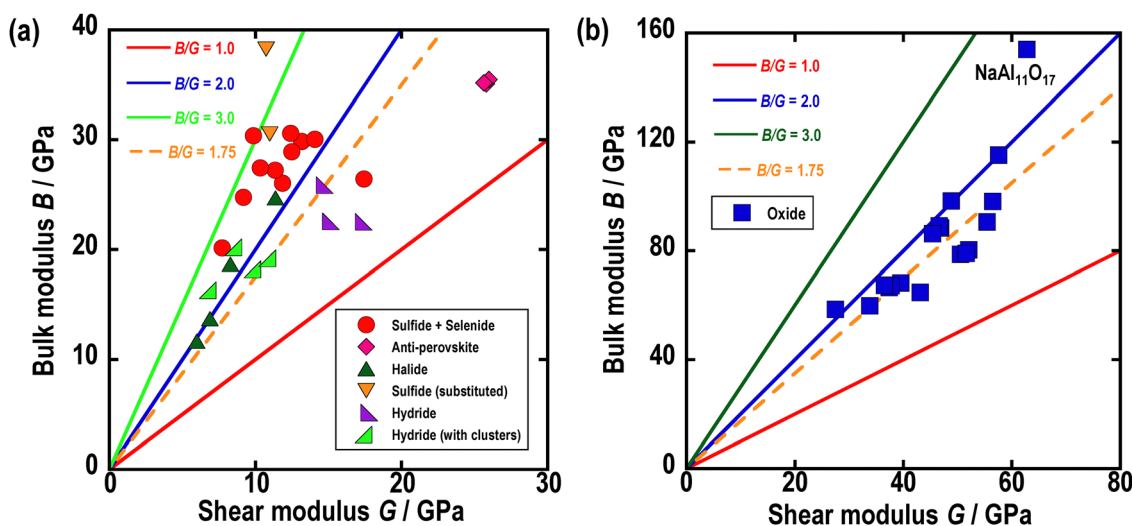 (a)
40
30
20
10
0
Bulk modulus B / GPa
B/G = 1.0
B/G = 2.0
B/G = 3.0
B/G = 1.75
Sulfide + Selenide
Anti-perovskite
Halide
Sulfide (substituted)
Hydride
Hydride (with clusters)
0
10
20
30
Shear modulus G / GPa
(b)
160
120
80
40
0
Bulk modulus B / GPa
B/G = 1.0
B/G = 2.0
B/G = 3.0
B/G = 1.75
NaAl₁₁O₁₇
Oxide
0
20
40
60
80
Shear modulus G / GPa